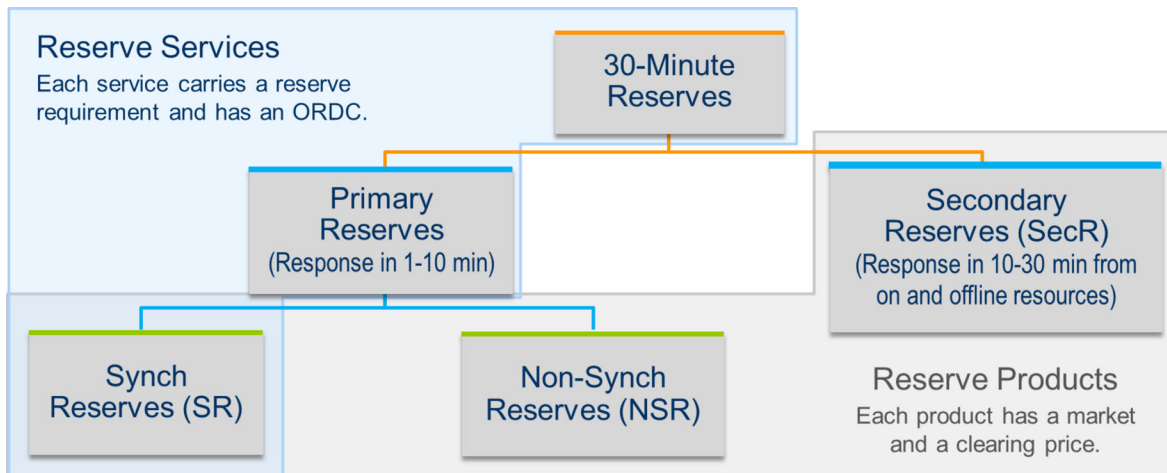 Reserve Services
Each service carries a reserve
requirement and has an ORDC.
30-Minute
Reserves
Primary
Reserves
(Response in 1-10 min)
Secondary
Reserves (SecR)
(Response in 10-30 min from
on and offline resources)
Synch
Reserves (SR)
Non-Synch
Reserves (NSR)
Reserve Products
Each product has a market
and a clearing price.